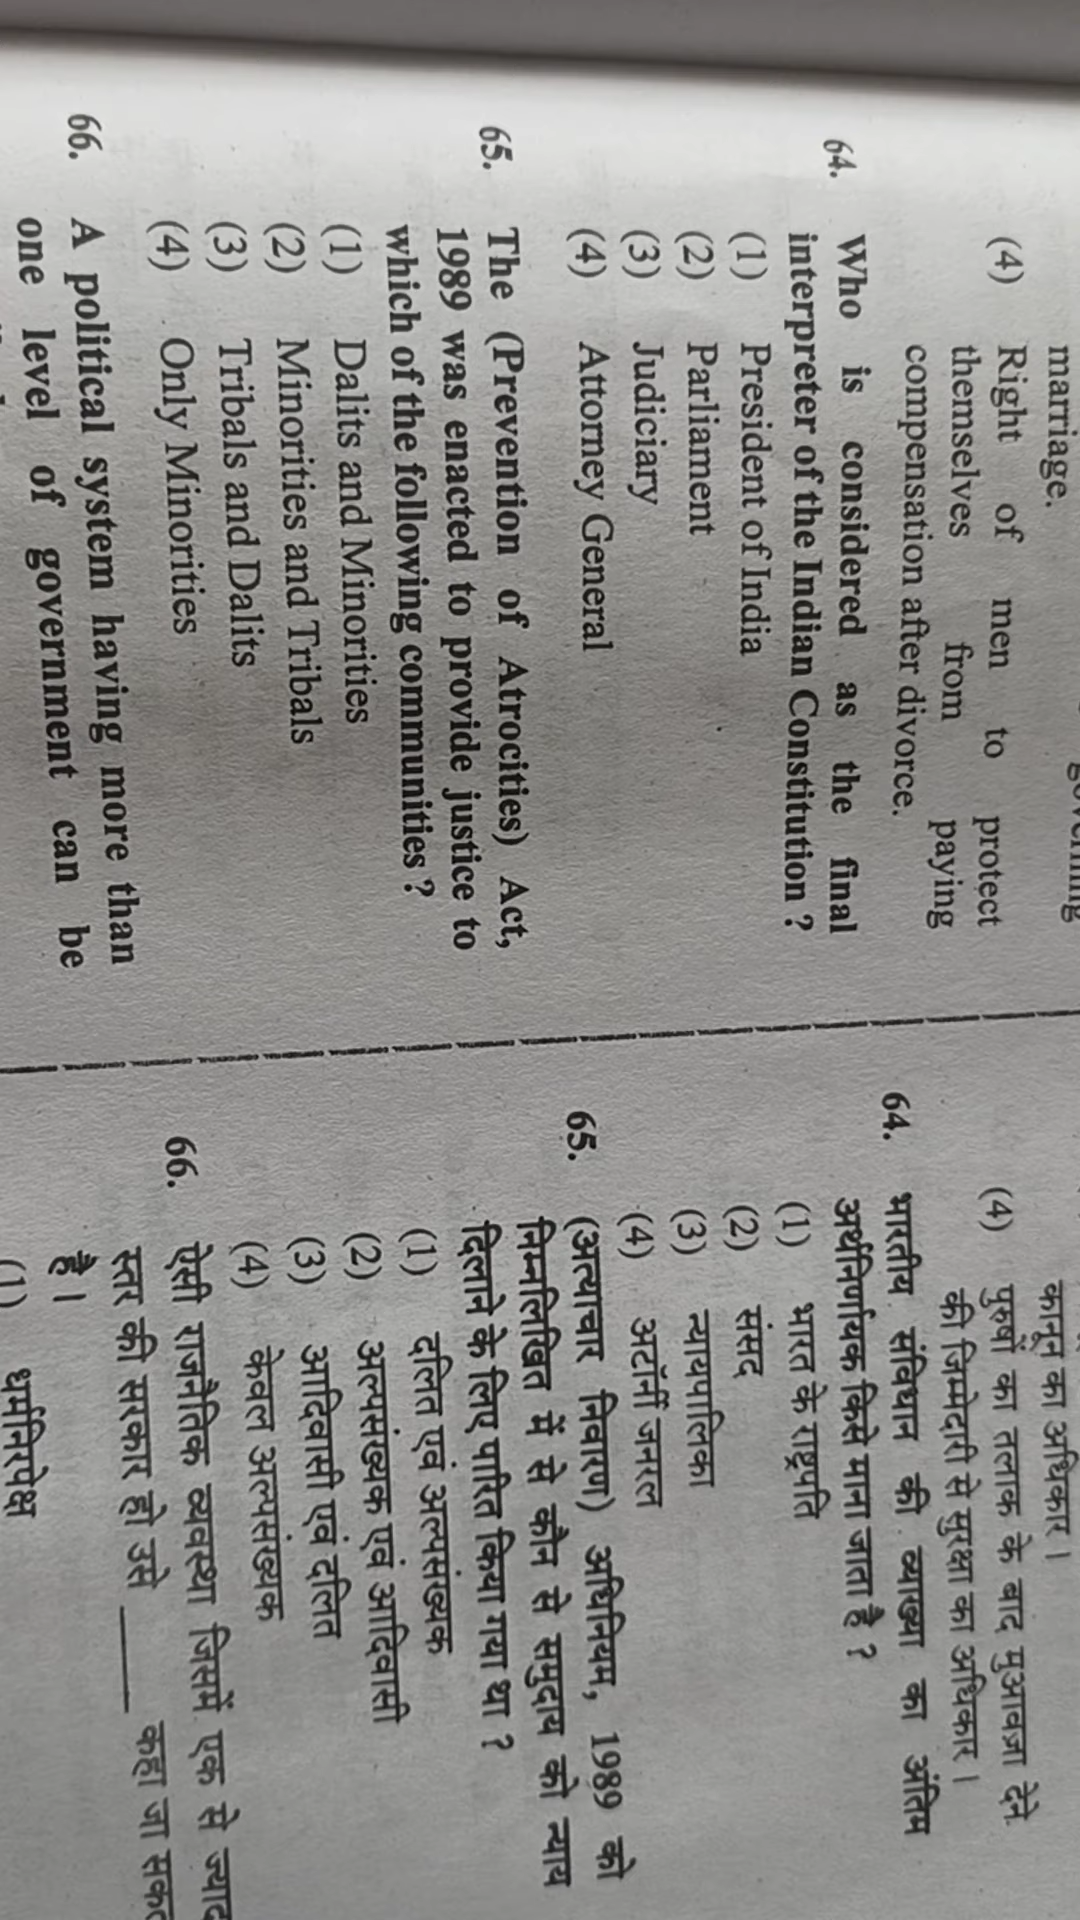 marriage.
(4) Right of men to protect
themselves from paying
compensation after divorce.
64. Who is considered as the final
interpreter of the Indian Constitution ?
(1) President of India
(2) Parliament
(3) Judiciary
(4) Attorney General
65. The (Prevention of Atrocities) Act,
1989 was enacted to provide justice to
which of the following communities ?
(1) Dalits and Minorities
(2) Minorities and Tribals
(3) Tribals and Dalits
(4) Only Minorities
66. A political system having more than
one level of government can be
कानून का अधिकार ।
(4) पुरुषों का तलाक के बाद मुआवज़ा देने
की जिम्मेदारी से सुरक्षा का अधिकार ।
64. भारतीय संविधान की व्याख्या का अंतिम
अर्थनिर्णायक किसे माना जाता है ?
(1) भारत के राष्ट्रपति
(2) संसद
(3) न्यायपालिका
(4) अटॉर्नी जनरल
65. (अत्याचार निवारण) अधिनियम, 1989 को
निम्नलिखित में से कौन से समुदाय को न्याय
दिलाने के लिए पारित किया गया था ?
(1) दलित एवं अल्पसंख्यक
(2) अल्पसंख्यक एवं आदिवासी
(3) आदिवासी एवं दलित
(4) केवल अल्पसंख्यक
66. ऐसी राजनैतिक व्यवस्था जिसमें एक से
स्तर की सरकार हो उसे ______ कहा जा
है ।
(1) धर्मनिरपेक्ष